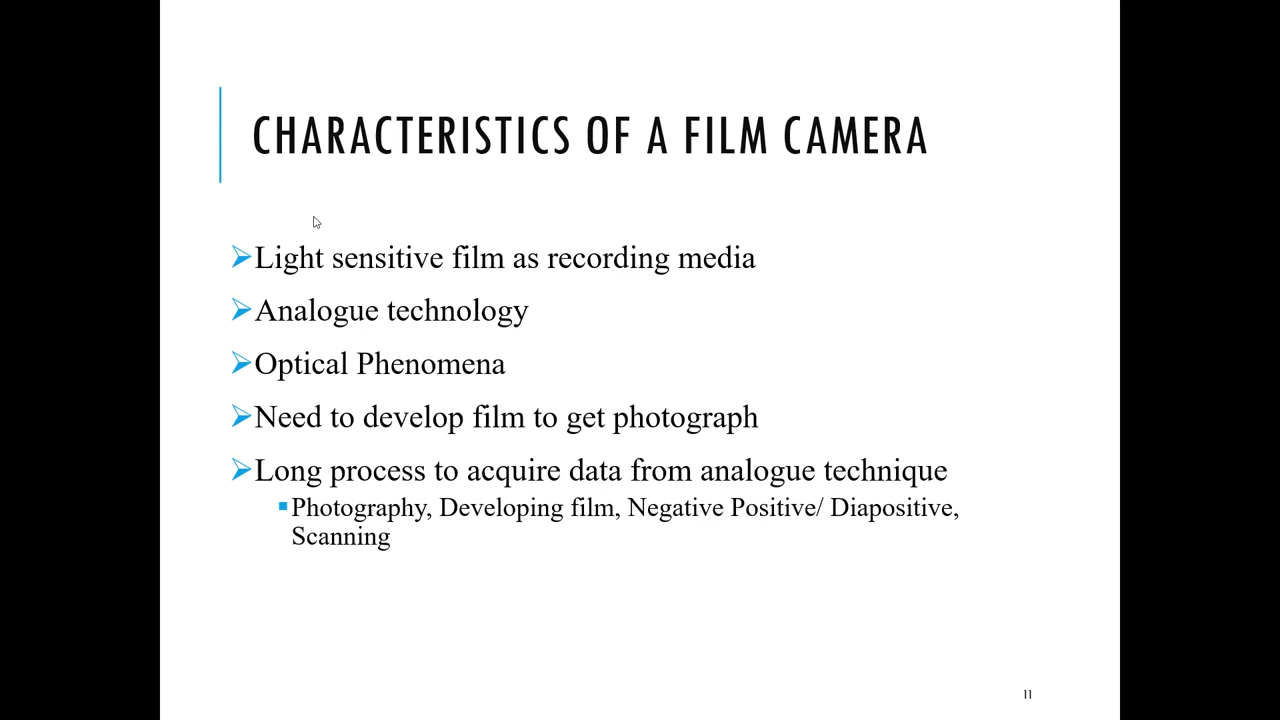 CHARACTERISTICS OF A FILM CAMERA
Light sensitive film as recording media
Analogue technology
Optical Phenomena
Need to develop film to get photograph
Long process to acquire data from analogue technique
Photography, Developing film, Negative Positive/ Diapositive,
Scanning
11